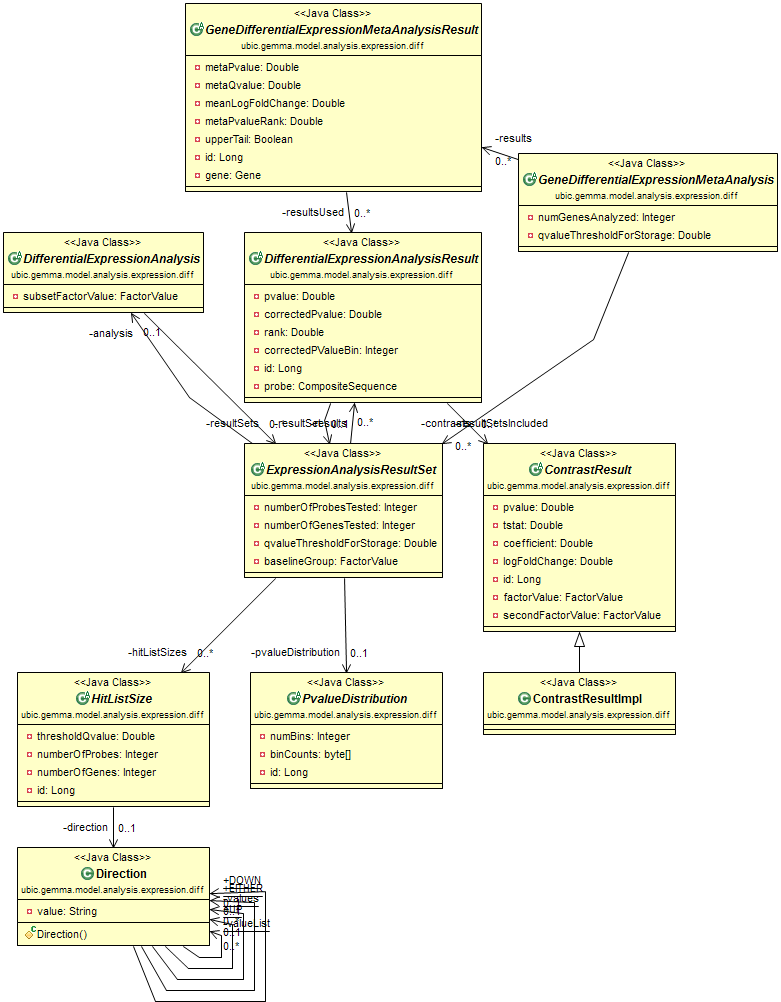 <<Java Class>>
GeneDifferentialExpressionMetaAnalysisResult
ubic.gemma.model.analysis.expression.diff
metaPvalue: Double
metaQvalue: Double
meanLogFoldChange: Double
metaPvalueRank: Double
upperTail: Boolean
id: Long
gene: Gene
-results
0..*
<<Java Class>>
GeneDifferentialExpressionMetaAnalysis
ubic.gemma.model.analysis.expression.diff
numGenesAnalyzed: Integer
qvalueThresholdForStorage: Double
-resultsUsed
0..*
<<Java Class>>
DifferentialExpressionAnalysis
ubic.gemma.model.analysis.expression.diff
subsetFactorValue: FactorValue
<<Java Class>>
DifferentialExpressionAnalysisResult
ubic.gemma.model.analysis.expression.diff
pvalue: Double
correctedPvalue: Double
rank: Double
correctedPValueBin: Integer
id: Long
probe: CompositeSequence
-analysis
0..1
-resultSets
0..*
-contrasts
-resultSetsIncluded
0..*
<<Java Class>>
ExpressionAnalysisResultSet
ubic.gemma.model.analysis.expression.diff
numberOfProbesTested: Integer
numberOfGenesTested: Integer
qvalueThresholdForStorage: Double
baselineGroup: FactorValue
<<Java Class>>
ContrastResult
ubic.gemma.model.analysis.expression.diff
pvalue: Double
tstat: Double
coefficient: Double
logFoldChange: Double
id: Long
factorValue: FactorValue
secondFactorValue: FactorValue
-hitListSizes
0..*
-pvalueDistribution
0..1
<<Java Class>>
HitListSize
ubic.gemma.model.analysis.expression.diff
thresholdQvalue: Double
numberOfProbes: Integer
numberOfGenes: Integer
id: Long
<<Java Class>>
PvalueDistribution
ubic.gemma.model.analysis.expression.diff
numBins: Integer
binCounts: byte[]
id: Long
<<Java Class>>
ContrastResultImpl
ubic.gemma.model.analysis.expression.diff
-direction
0..1
<<Java Class>>
Direction
ubic.gemma.model.analysis.expression.diff
value: String
Direction()
+DOWN
+EITHER
-values
+UP
-valueList
0..1
0..*